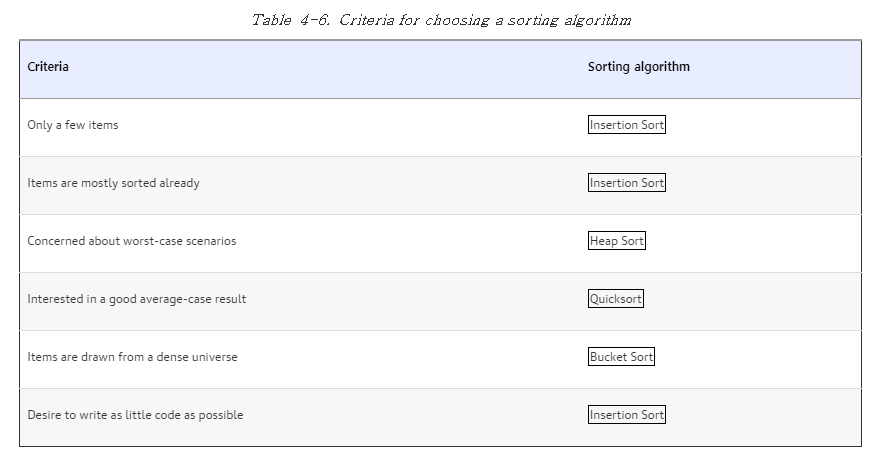 Table 4-6. Criteria for choosing a sorting algorithm
Criteria Sorting algorithm
Only a few items Insertion Sort
Items are mostly sorted already Insertion Sort
Concerned about worst-case scenarios Heap Sort
Interested in a good average-case result Quicksort
Items are drawn from a dense universe Bucket Sort
Desire to write as little code as possible Insertion Sort